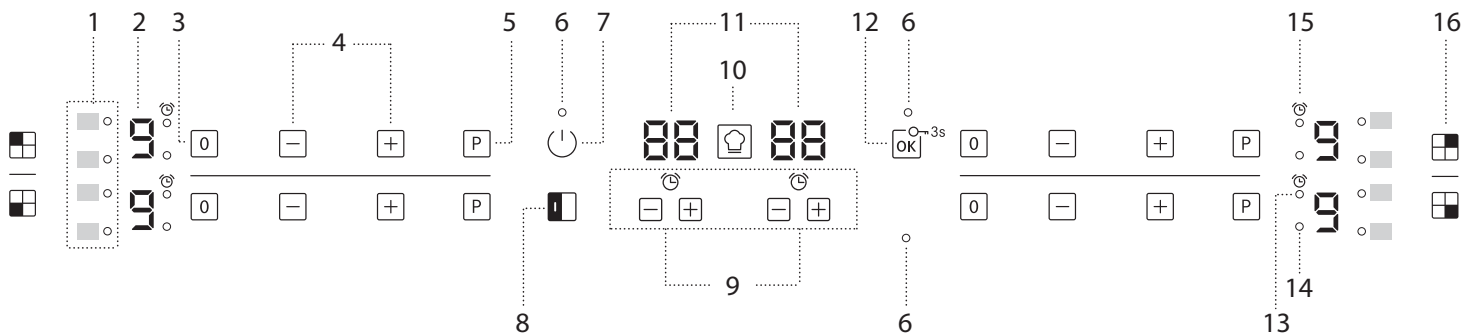 1 2 3 4 5 6 7 11 12 6 15 16
10
9 0 − + P 88 88 3s OK 0 − + P 9
9 0 − + P − + − + 0 − + P 9
9 14
8 6 13